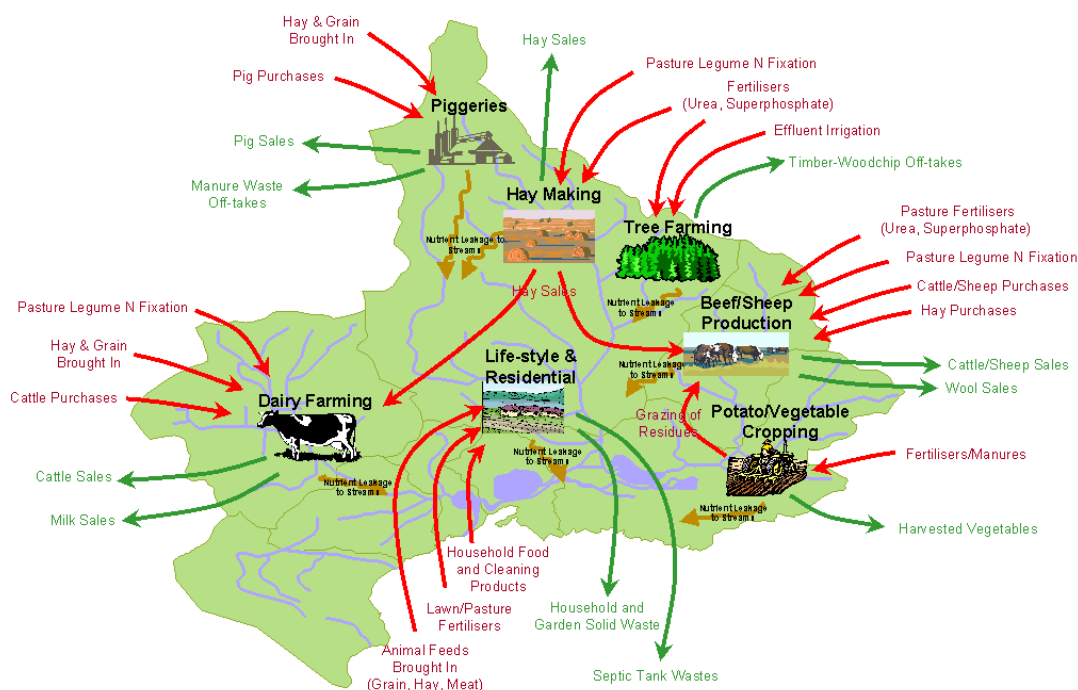 Hay & Grain
Brought In
Hay Sales
Pasture Legume N Fixation
Pig Purchases
Fertilisers
(Urea, Superphosphate)
Piggeries
Effluent Irrigation
Pig Sales
Timber-Woodchip Off-takes
Manure Waste
Off-takes
Hay Making
Tree Farming
Pasture Fertilisers
(Urea, Superphosphate)
Nutrient Leakage to
Streams
Pasture Legume N Fixation
Hay Sales
Cattle/Sheep Purchases
Beef/Sheep
Production
Nutrient Leakage
to Streams
Hay Purchases
Pasture Legume N Fixation
Hay & Grain
Brought In
Life-style &
Residential
Nutrient Leakage
to Streams
Cattle/Sheep Sales
Wool Sales
Cattle Purchases
Dairy Farming
Grazing of
Residues
Potato/Vegetable
Cropping
Nutrient Leakage
to Streams
Fertilisers/Manures
Cattle Sales
Nutrient Leakage
to Streams
Milk Sales
Nutrient Leakage
to Streams
Harvested Vegetables
Household Food
and Cleaning
Products
Lawn/Pasture
Fertilisers
Household and
Garden Solid Waste
Animal Feeds
Brought In
(Grain, Hay, Meat)
Septic Tank Wastes